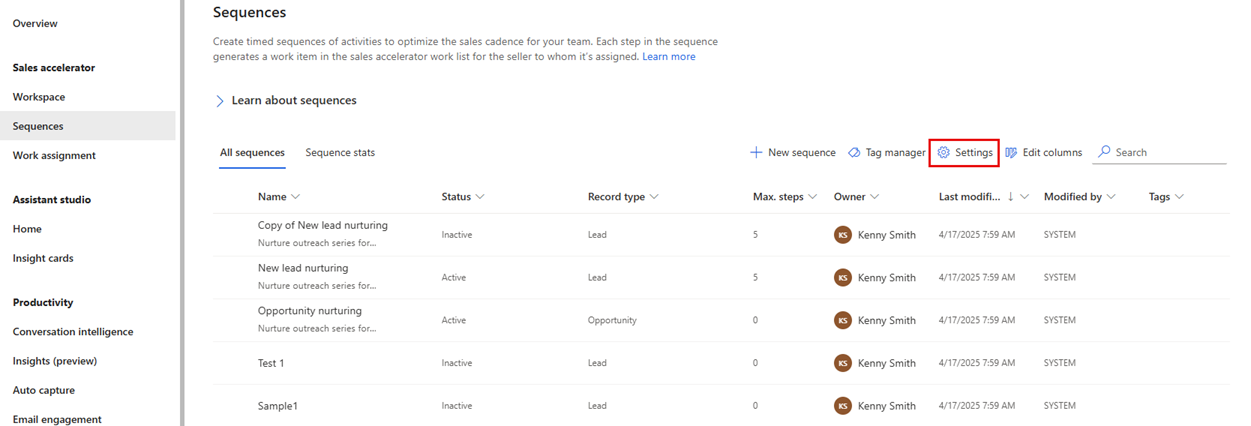 Overview
Sales accelerator
Workspace
Sequences
Work assignment
Assistant studio
Home
Insight cards
Productivity
Conversation intelligence
Insights (preview)
Auto capture
Email engagement
Sequences
Create timed sequences of activities to optimize the sales cadence for your team. Each step in the sequence
generates a work item in the sales accelerator work list for the seller to whom it's assigned. Learn more
Learn about sequences
All sequences Sequence stats New sequence Tag manager Settings Edit columns Search
Name Status Record type Max. steps Owner Last modifi... Modified by Tags
Copy of New lead nurturing
Nurture outreach series for...
Inactive Lead 5 KS Kenny Smith 4/17/2025 7:59 AM SYSTEM
New lead nurturing
Nurture outreach series for...
Active Lead 5 KS Kenny Smith 4/17/2025 7:59 AM SYSTEM
Opportunity nurturing
Nurture outreach series for...
Active Opportunity 0 KS Kenny Smith 4/17/2025 7:59 AM SYSTEM
Test 1 Inactive Lead 0 KS Kenny Smith 4/17/2025 7:59 AM SYSTEM
Sample1 Inactive Lead 0 KS Kenny Smith 4/17/2025 7:59 AM SYSTEM